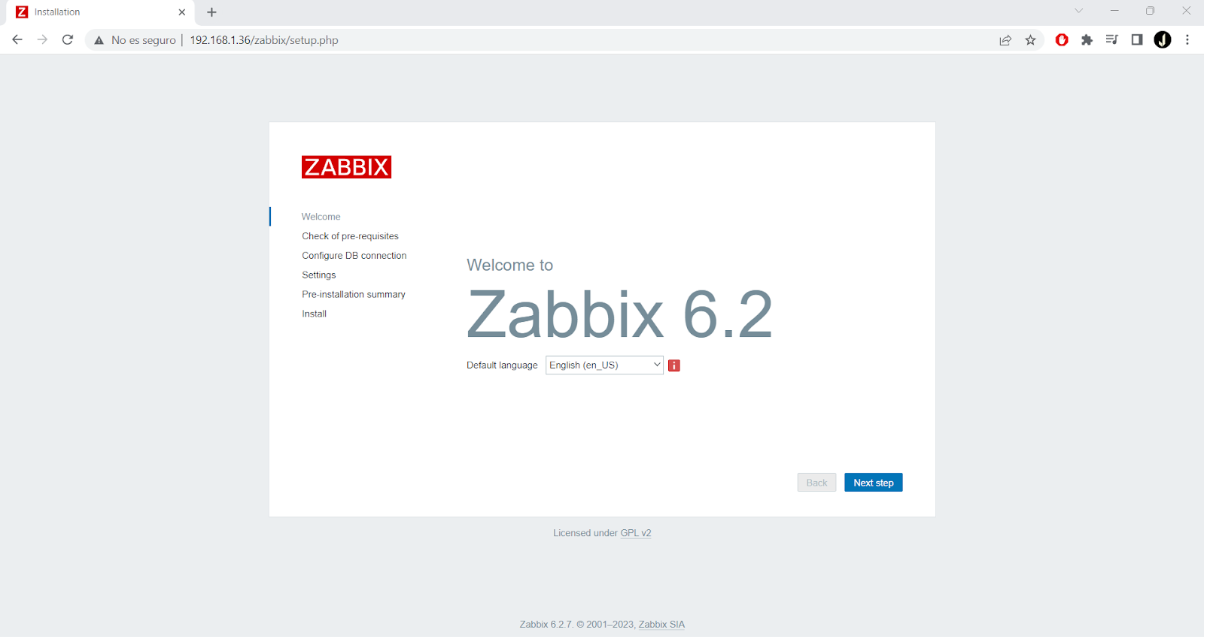 Installation
No es seguro | 192.168.1.36/zabbix/setup.php
ZABBIX
Welcome
Check of pre-requisites
Configure DB connection
Settings
Pre-installation summary
Install
Welcome to
Zabbix 6.2
Default language English (en_US)
Back Next step
Licensed under GPL v2
Zabbix 6.2.7. © 2001–2023, Zabbix SIA